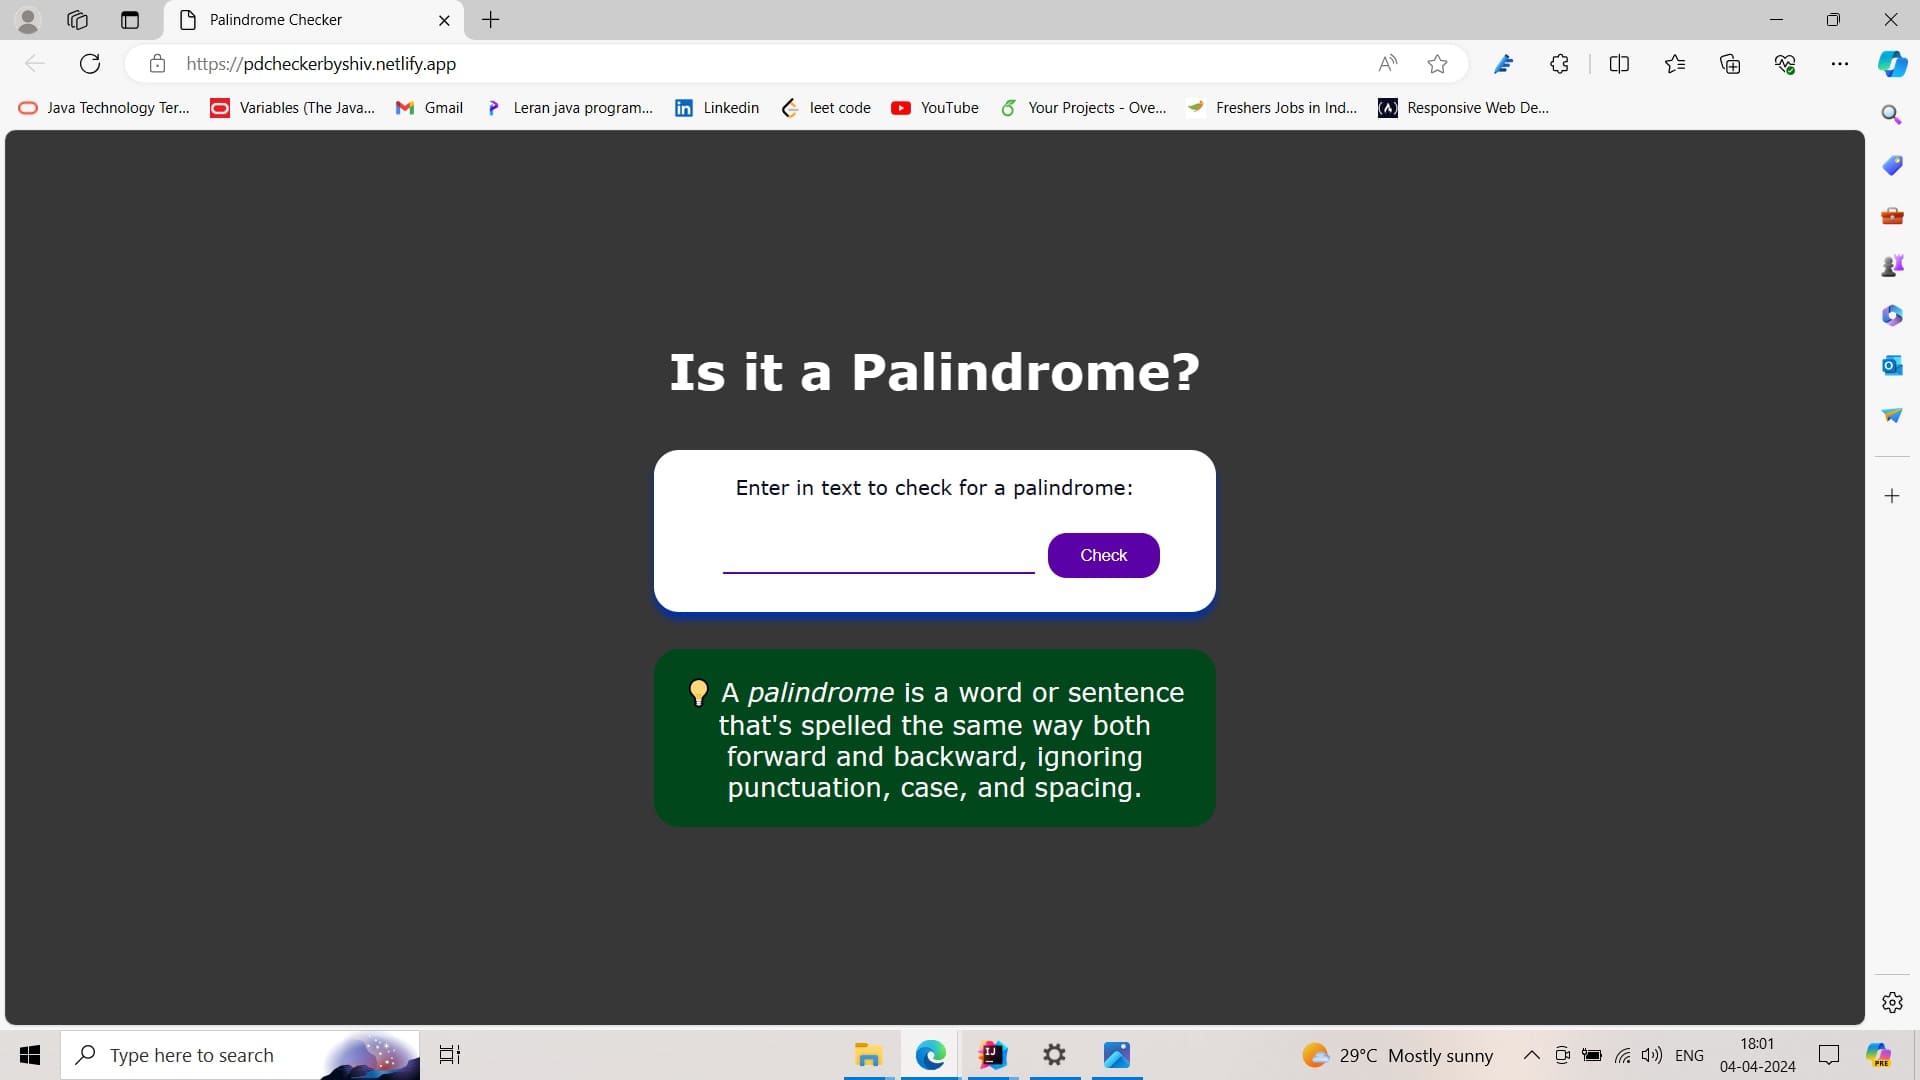 Palindrome Checker
https://pdcheckerbyshiv.netlify.app
Java Technology Ter...
Variables (The Java...
Gmail
Leran java program...
Linkedin
leet code
YouTube
Your Projects - Ove...
Freshers Jobs in Ind...
Responsive Web De...
Is it a Palindrome?
Enter in text to check for a palindrome:
Check
A palindrome is a word or sentence
that's spelled the same way both
forward and backward, ignoring
punctuation, case, and spacing.
Type here to search
29°C Mostly sunny
ENG
18:01
04-04-2024
PRE